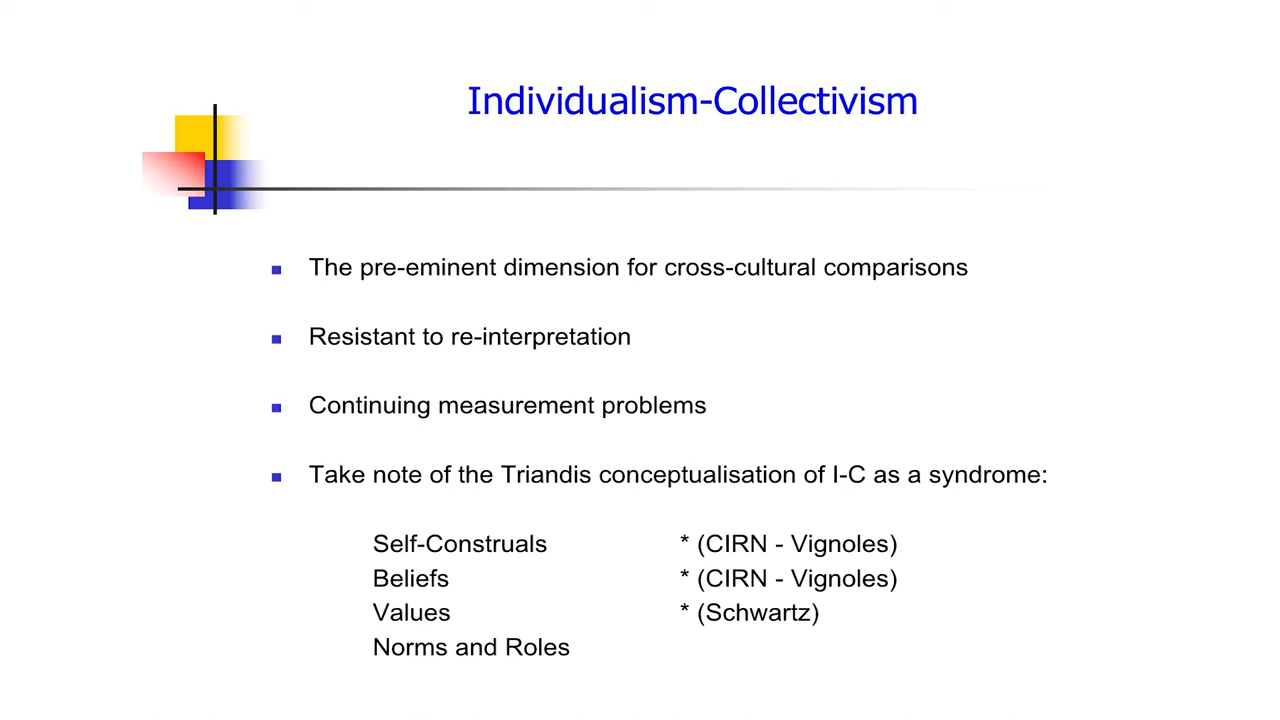 Individualism-Collectivism
The pre-eminent dimension for cross-cultural comparisons
Resistant to re-interpretation
Continuing measurement problems
Take note of the Triandis conceptualisation of I-C as a syndrome:
Self-Construals * (CIRN - Vignoles)
Beliefs * (CIRN - Vignoles)
Values * (Schwartz)
Norms and Roles